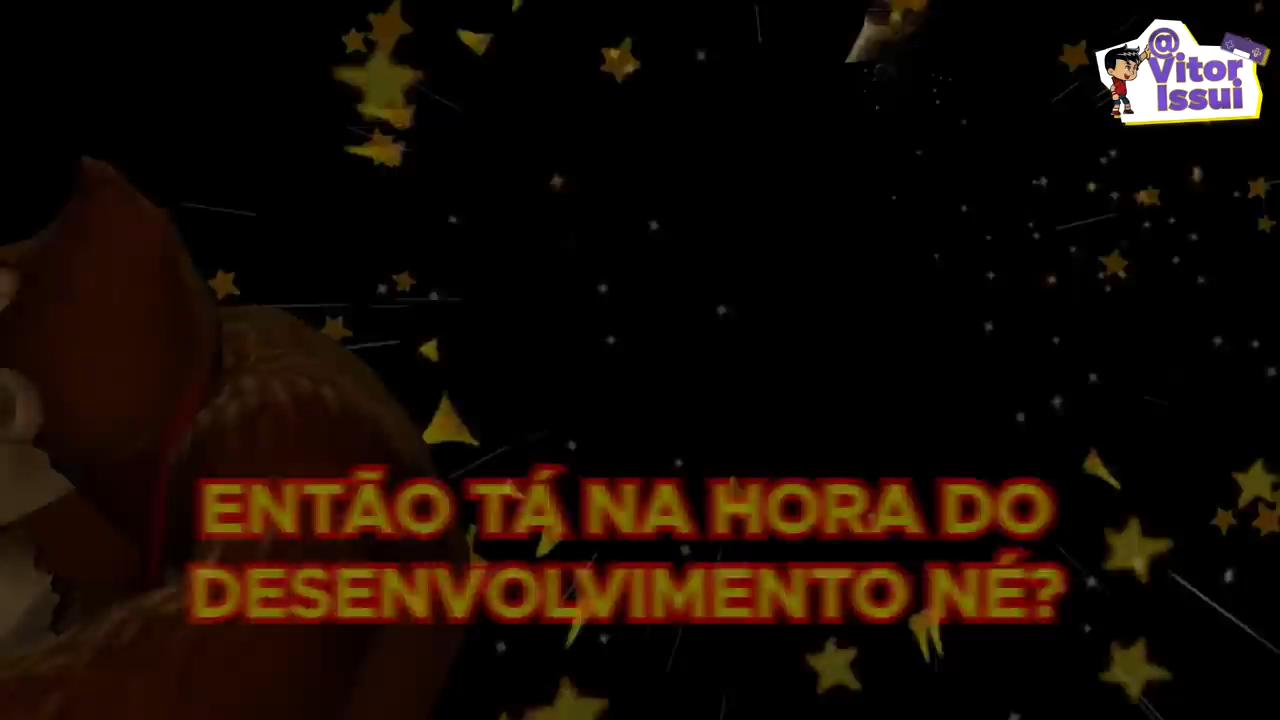 @
Vitor
Issui
ENTÃO TÁ NA HORA DO
DESENVOLVIMENTO NÉ?